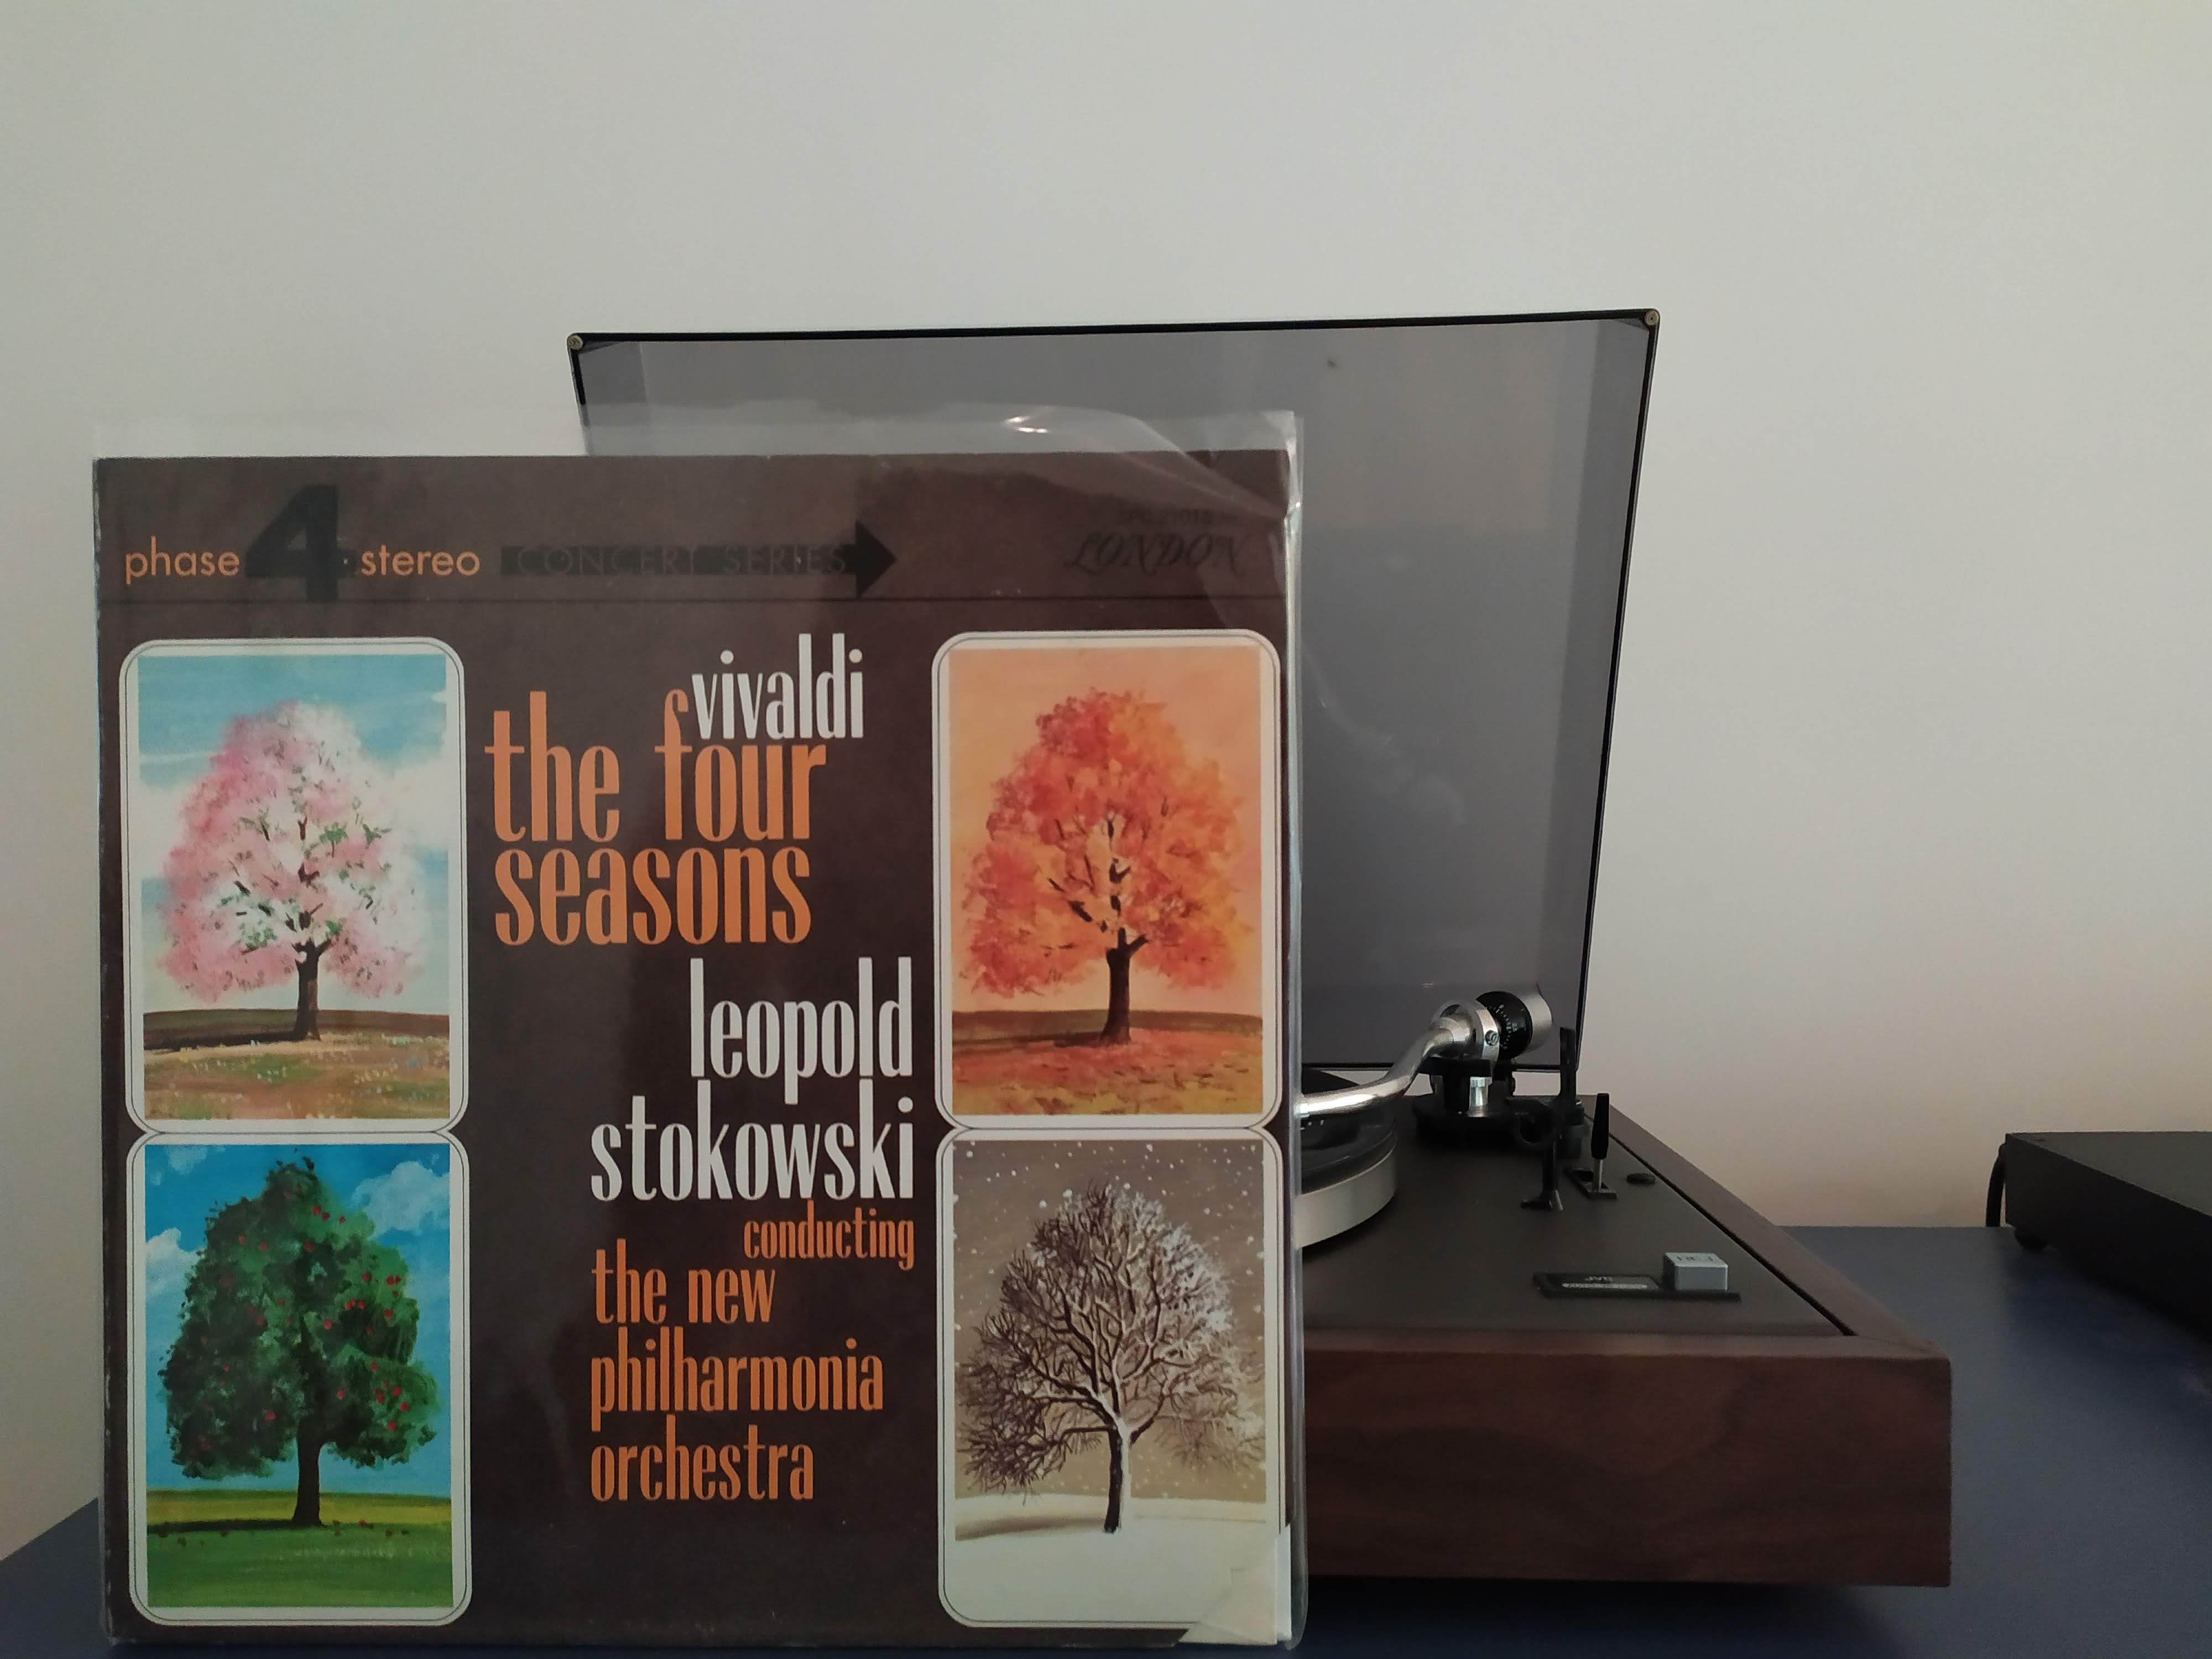 phase 4 stereo CONCERT SERIES
LONDON
vivaldi
the four
seasons
leopold
stokowski
conducting
the new
philharmonia
orchestra